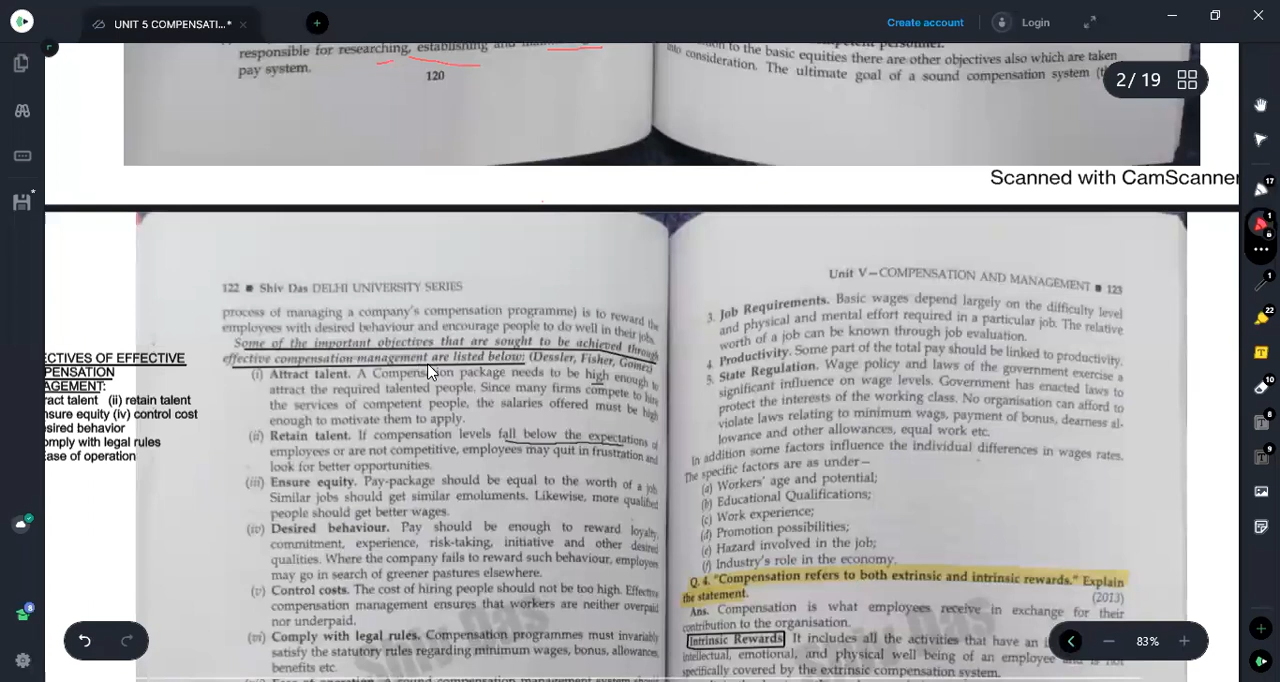 UNIT 5 COMPENSATI...*
Create account
Login
2/19
responsible for researching, establishing and
pay system.
120
to the basic equities there are other objectives also which are taken
into consideration. The ultimate goal of a sound compensation system
Scanned with CamScanner
ECTIVES OF EFFECTIVE
PENSATION
AGEMENT:
ract talent (ii) retain talent
nsure equity (iv) control cost
esired behavior
omply with legal rules
Ease of operation
122 ■ Shiv Das DELHI UNIVERSITY SERIES
process of managing a company's compensation programme) is to reward the
employees with desired behaviour and encourage people to do well in their jobs.
Some of the important objectives that are sought to be achieved through
effective compensation management are listed below: (Dessler, Fisher, Gomez)
(i) Attract talent. A Compensation package needs to be high enough to
attract the required talented people. Since many firms compete to hire
the services of competent people, the salaries offered must be high
enough to motivate them to apply.
(ii) Retain talent. If compensation levels fall below the expectations of
employees or are not competitive, employees may quit in frustration and
look for better opportunities.
(iii) Ensure equity. Pay-package should be equal to the worth of a job.
Similar jobs should get similar emoluments. Likewise, more qualified
people should get better wages.
(iv) Desired behaviour. Pay should be enough to reward loyalty,
commitment, experience, risk-taking, initiative and other desired
qualities. Where the company fails to reward such behaviour, employees
may go in search of greener pastures elsewhere.
(v) Control costs. The cost of hiring people should not be too high. Effective
compensation management ensures that workers are neither overpaid
nor underpaid.
(vi) Comply with legal rules. Compensation programmes must invariably
satisfy the statutory rules regarding minimum wages, bonus, allowances,
benefits etc.
Unit V—COMPENSATION AND MANAGEMENT ■ 123
3. Job Requirements. Basic wages depend largely on the difficulty level
and physical and mental effort required in a particular job. The relative
worth of a job can be known through job evaluation.
4. Productivity. Some part of the total pay should be linked to productivity.
5. State Regulation. Wage policy and laws of the government exercise a
significant influence on wage levels. Government has enacted laws to
protect the interests of the working class. No organisation can afford to
violate laws relating to minimum wages, payment of bonus, dearness al-
lowance and other allowances, equal work etc.
In addition some factors influence the individual differences in wages rates.
The specific factors are as under—
(a) Workers' age and potential;
(b) Educational Qualifications;
(c) Work experience;
(d) Promotion possibilities;
(e) Hazard involved in the job;
(f) Industry's role in the economy.
Q. 4. "Compensation refers to both extrinsic and intrinsic rewards." Explain
the statement. (2013)
Ans. Compensation is what employees receive in exchange for their
contribution to the organisation.
Intrinsic Rewards It includes all the activities that have an
intellectual, emotional, and physical well being of an employee and is not
specifically covered by the extrinsic compensation system.
Shiv Das
83%